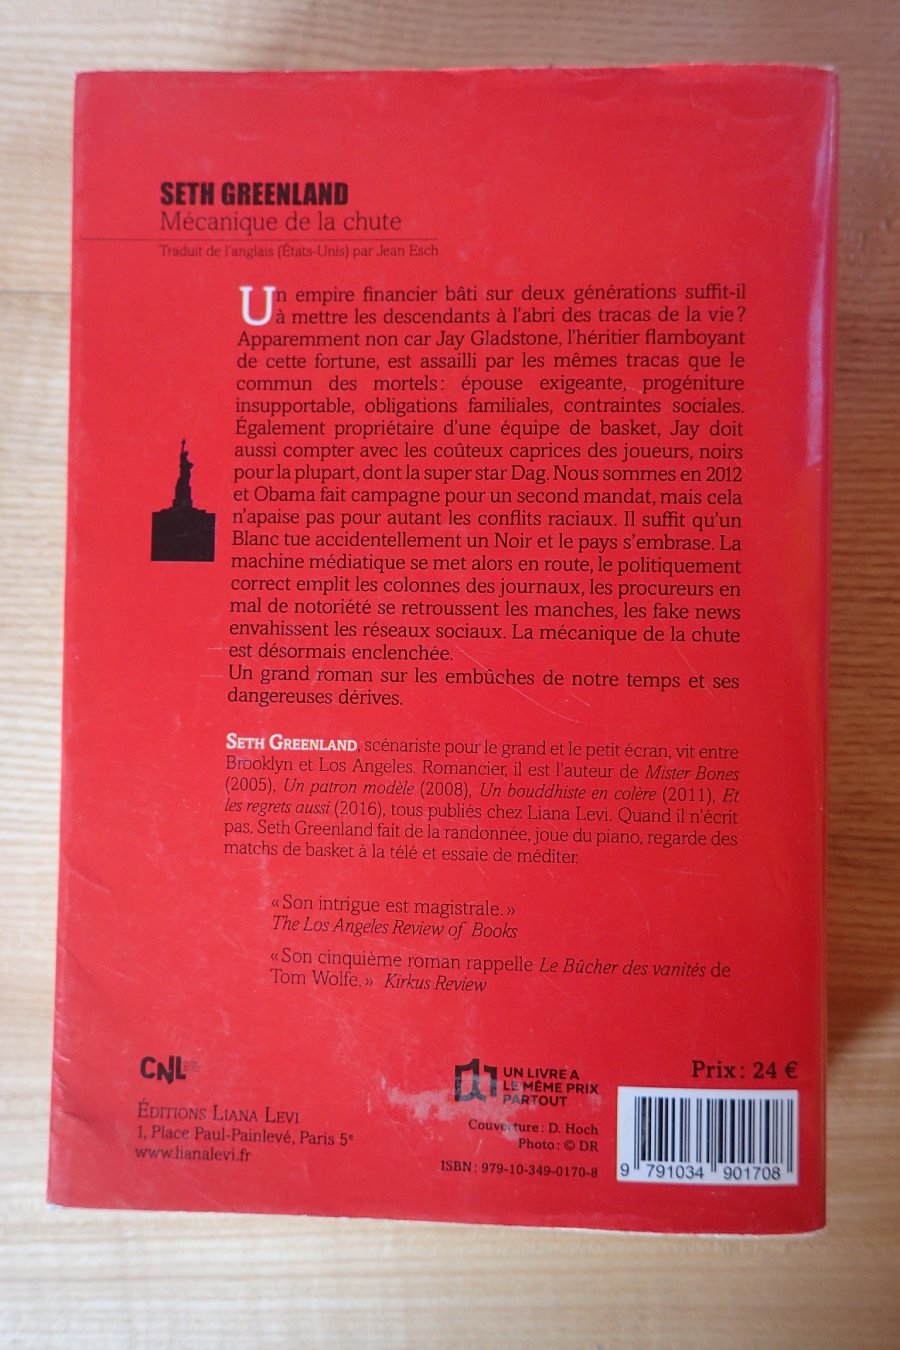 SETH GREENLAND
Mécanique de la chute
Traduit de l'anglais (États-Unis) par Jean Esch
Un empire financier bâti sur deux générations suffit-il
à mettre les descendants à l'abri des tracas de la vie ?
Apparemment non car Jay Gladstone, l'héritier flamboyant
de cette fortune, est assailli par les mêmes tracas que le
commun des mortels : épouse exigeante, progéniture
insupportable, obligations familiales, contraintes sociales.
Également propriétaire d'une équipe de basket, Jay doit
aussi compter avec les coûteux caprices des joueurs, noirs
pour la plupart, dont la super star Dag. Nous sommes en 2012
et Obama fait campagne pour un second mandat, mais cela
n'apaise pas pour autant les conflits raciaux. Il suffit qu'un
Blanc tue accidentellement un Noir et le pays s'embrase. La
machine médiatique se met alors en route, le politiquement
correct emplit les colonnes des journaux, les procureurs en
mal de notoriété se retroussent les manches, les fake news
envahissent les réseaux sociaux. La mécanique de la chute
est désormais enclenchée.
Un grand roman sur les embûches de notre temps et ses
dangereuses dérives.
SETH GREENLAND, scénariste pour le grand et le petit écran, vit entre
Brooklyn et Los Angeles. Romancier, il est l'auteur de Mister Bones
(2005), Un patron modèle (2008), Un bouddhiste en colère (2011), Et
les regrets aussi (2016), tous publiés chez Liana Levi. Quand il n'écrit
pas, Seth Greenland fait de la randonnée, joue du piano, regarde des
matchs de basket à la télé et essaie de méditer.
« Son intrigue est magistrale. »
The Los Angeles Review of Books
« Son cinquième roman rappelle Le Bûcher des vanités de
Tom Wolfe. » Kirkus Review
CNL
ÉDITIONS LIANA LEVI
1, Place Paul-Painlevé, Paris 5e
www.lianalevi.fr
UN LIVRE A
LE MÊME PRIX
PARTOUT
Couverture : D. Hoch
Photo : © DR
ISBN : 979-10-349-0170-8
Prix : 24 €
9 791034 901708